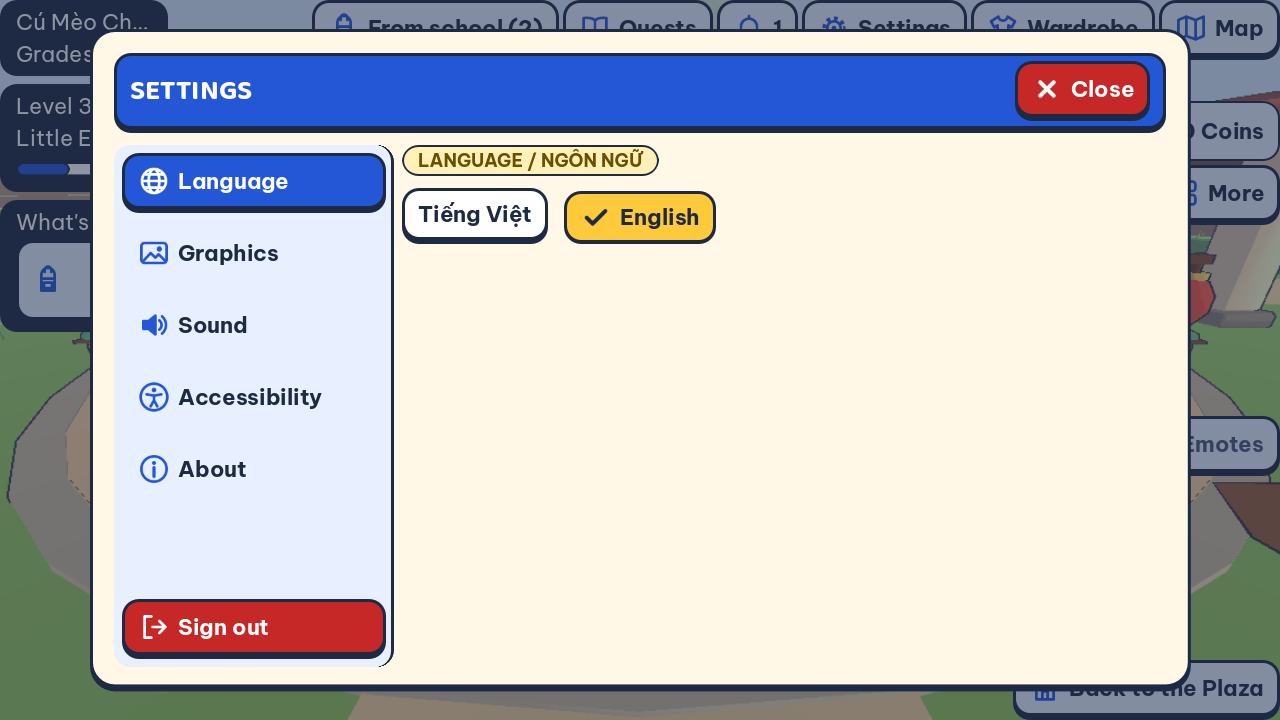 Cú Mèo Ch...
Grades
From school (2)
Quests
1
Settings
Wardrobe
Map
SETTINGS
Close
Level 3
Little E
Coins
LANGUAGE / NGÔN NGỮ
Language
Tiếng Việt
English
More
What's
Graphics
Sound
Accessibility
Emotes
About
Sign out
Back to the Plaza